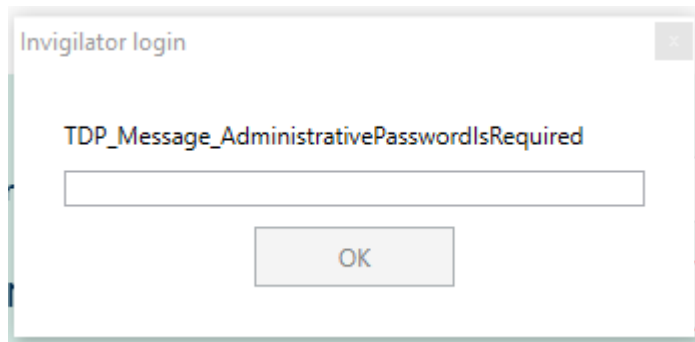 Invigilator login
x
TDP_Message_AdministrativePasswordIsRequired
OK